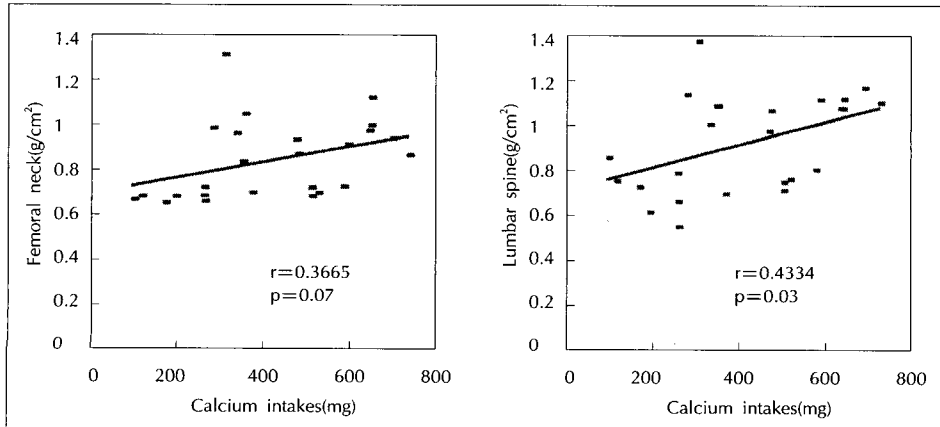 Femoral neck(g/cm²)
1.4
1.2
1
0.8
0.6
0.4
0.2
0
r=0.3665
p=0.07
0 200 400 600 800
Calcium intakes(mg)
Lumbar spine(g/cm²)
1.4
1.2
1
0.8
0.6
0.4
0.2
0
r=0.4334
p=0.03
0 200 400 600 800
Calcium intakes(mg)